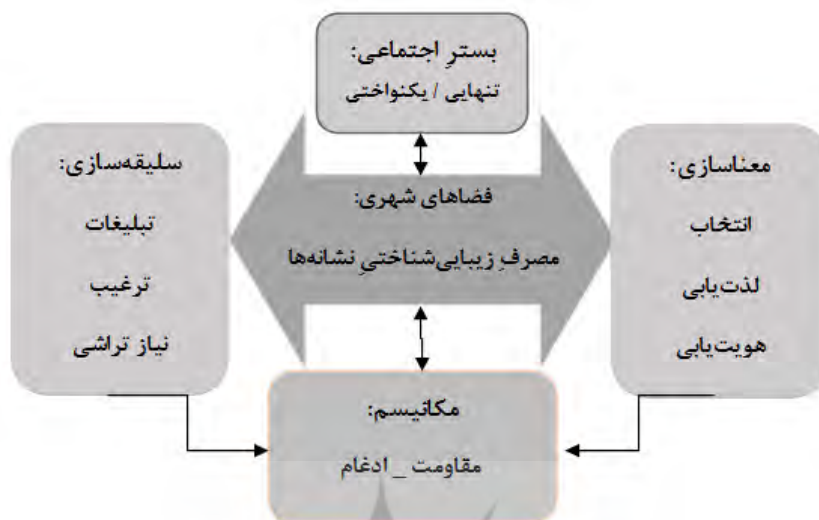 بسترِ اجتماعی:
تنهایی / یکنواختی
معناسازی:
انتخاب
لذت‌یابی
هویت‌یابی
فضاهای شهری:
مصرفِ زیبایی‌شناختیِ نشانه‌ها
سلیقه‌سازی:
تبلیغات
ترغیب
نیاز تراشی
مکانیسم:
مقاومت _ ادغام